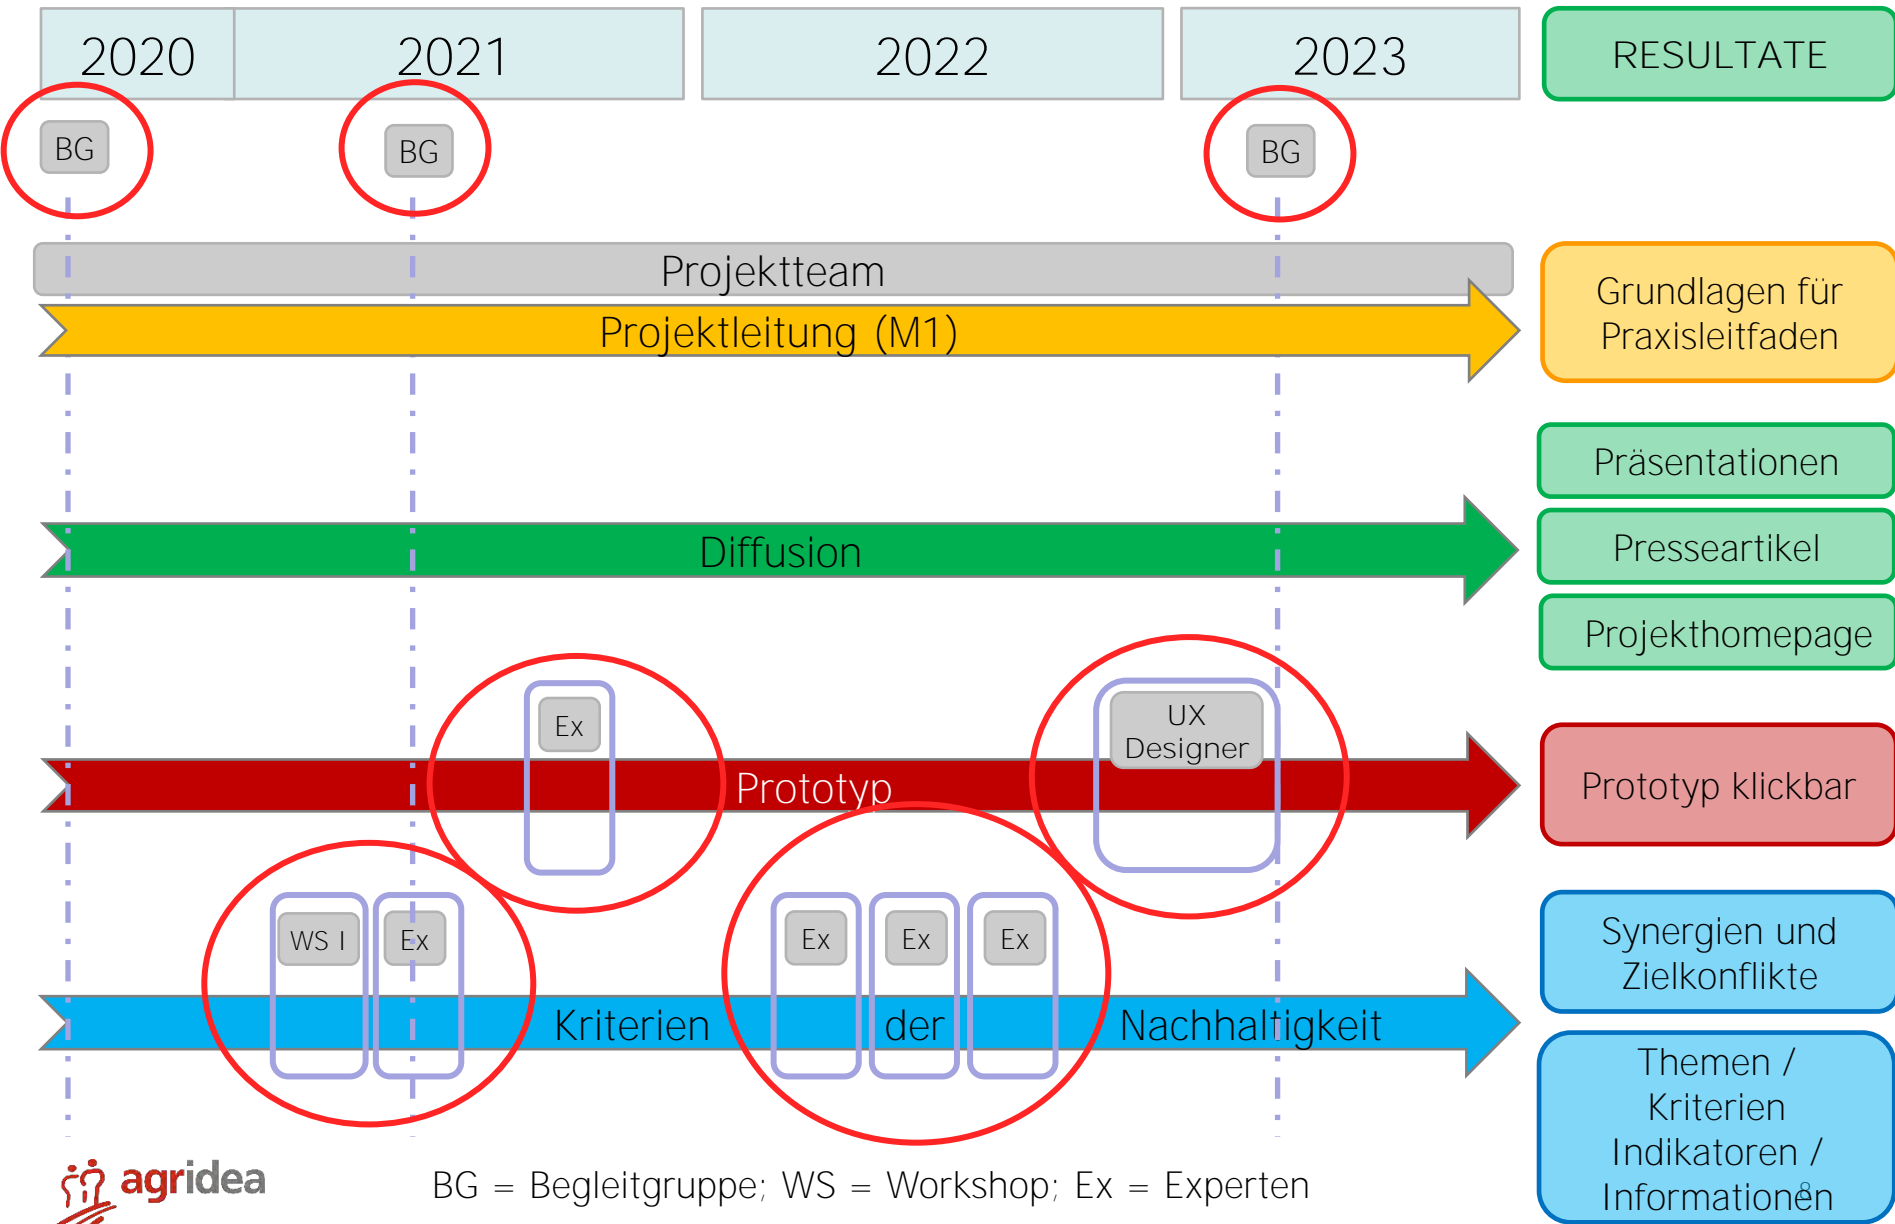 2020
2021
2022
2023
RESULTATE
BG
BG
BG
Projektteam
Projektleitung (M1)
Grundlagen für
Praxisleitfaden
Präsentationen
Diffusion
Presseartikel
Projekthomepage
Ex
UX
Designer
Prototyp
Prototyp klickbar
WS I
Ex
Ex
Ex
Ex
Synergien und
Zielkonflikte
Kriterien der Nachhaltigkeit
Themen /
Kriterien
Indikatoren /
Informationen
8
agridea
BG = Begleitgruppe; WS = Workshop; Ex = Experten